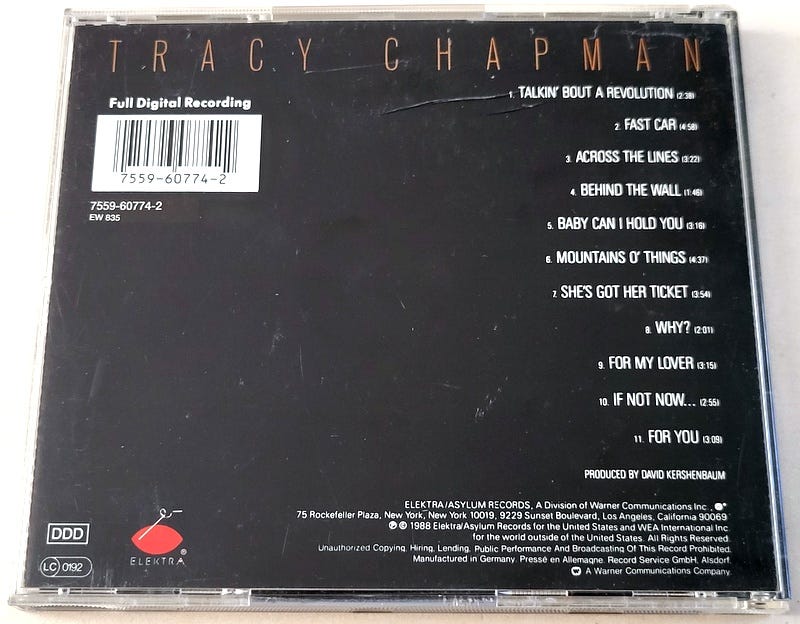 TRACY CHAPMAN
Full Digital Recording
7559-60774-2
7559-60774-2
EW 835
1. TALKIN' BOUT A REVOLUTION (2:38)
2. FAST CAR (4:58)
3. ACROSS THE LINES (3:22)
4. BEHIND THE WALL (1:46)
5. BABY CAN I HOLD YOU (3:16)
6. MOUNTAINS O' THINGS (4:37)
7. SHE'S GOT HER TICKET (3:54)
8. WHY? (2:01)
9. FOR MY LOVER (3:15)
10. IF NOT NOW... (2:55)
11. FOR YOU (3:09)
PRODUCED BY DAVID KERSHENBAUM
ELEKTRA/ASYLUM RECORDS, A Division of Warner Communications Inc.,
75 Rockefeller Plaza, New York, New York 10019, 9229 Sunset Boulevard, Los Angeles, California 90069
℗ © 1988 Elektra/Asylum Records for the United States and WEA International Inc.
for the world outside of the United States. All Rights Reserved.
Unauthorized Copying, Hiring, Lending, Public Performance And Broadcasting Of This Record Prohibited.
Manufactured in Germany. Pressé en Allemagne. Record Service GmbH, Alsdorf.
A Warner Communications Company.
DDD
ELEKTRA®
LC 0192